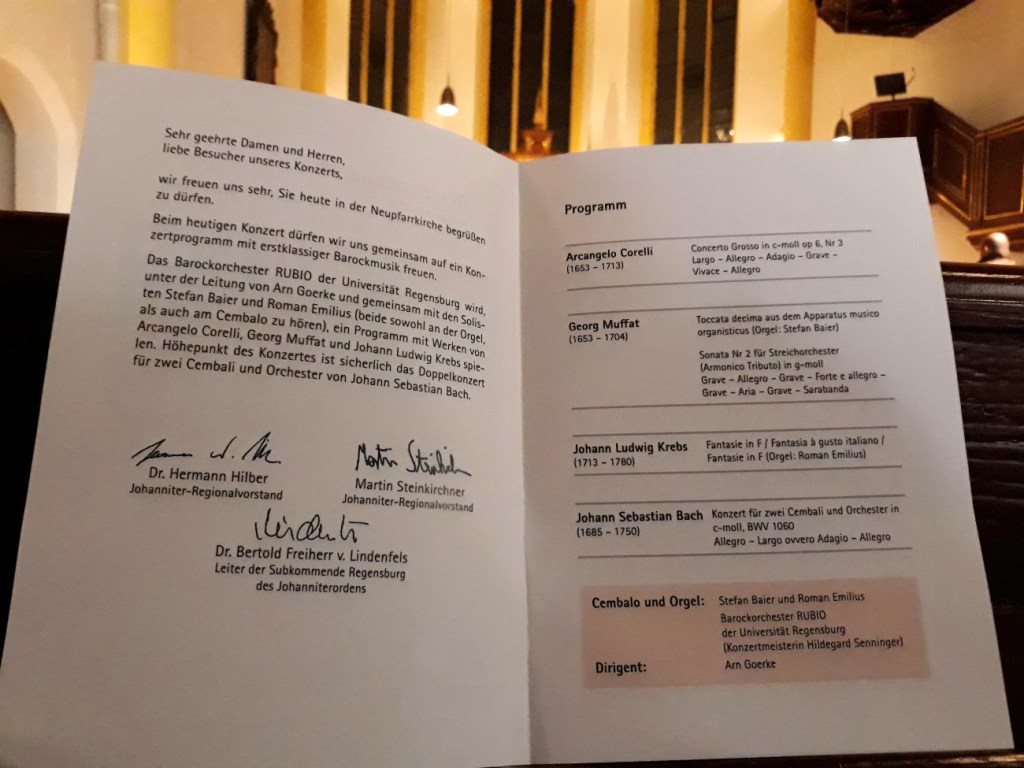 Sehr geehrte Damen und Herren,
liebe Besucher unseres Konzerts,
wir freuen uns sehr, Sie heute in der Neupfarrkirche begrüßen
zu dürfen.
Beim heutigen Konzert dürfen wir uns gemeinsam auf ein Kon-
zertprogramm mit erstklassiger Barockmusik freuen.
Das Barockorchester RUBIO der Universität Regensburg wird,
unter der Leitung von Arn Goerke und gemeinsam mit den Solis-
ten Stefan Baier und Roman Emilius (beide sowohl an der Orgel,
als auch am Cembalo zu hören), ein Programm mit Werken von
Arcangelo Corelli, Georg Muffat und Johann Ludwig Krebs spie-
len. Höhepunkt des Konzertes ist sicherlich das Doppelkonzert
für zwei Cembali und Orchester von Johann Sebastian Bach.
Dr. Hermann Hilber
Johanniter-Regionalvorstand
Martin Steinkirchner
Johanniter-Regionalvorstand
Dr. Bertold Freiherr v. Lindenfels
Leiter der Subkommende Regensburg
des Johanniterordens
Programm
Arcangelo Corelli
(1653 – 1713)
Concerto Grosso in c-moll op 6, Nr 3
Largo – Allegro – Adagio – Grave –
Vivace – Allegro
Georg Muffat
(1653 – 1704)
Toccata decima aus dem Apparatus musico
organisticus (Orgel: Stefan Baier)
Sonata Nr 2 für Streichorchester
(Armonico Tributo) in g-moll
Grave – Allegro – Grave – Forte e allegro –
Grave – Aria – Grave – Sarabanda
Johann Ludwig Krebs
(1713 – 1780)
Fantasie in F / Fantasia à gusto italiano /
Fantasie in F (Orgel: Roman Emilius)
Johann Sebastian Bach
(1685 – 1750)
Konzert für zwei Cembali und Orchester in
c-moll, BWV 1060
Allegro – Largo ovvero Adagio – Allegro
Cembalo und Orgel: Stefan Baier und Roman Emilius
Barockorchester RUBIO
der Universität Regensburg
(Konzertmeisterin Hildegard Senninger)
Dirigent: Arn Goerke